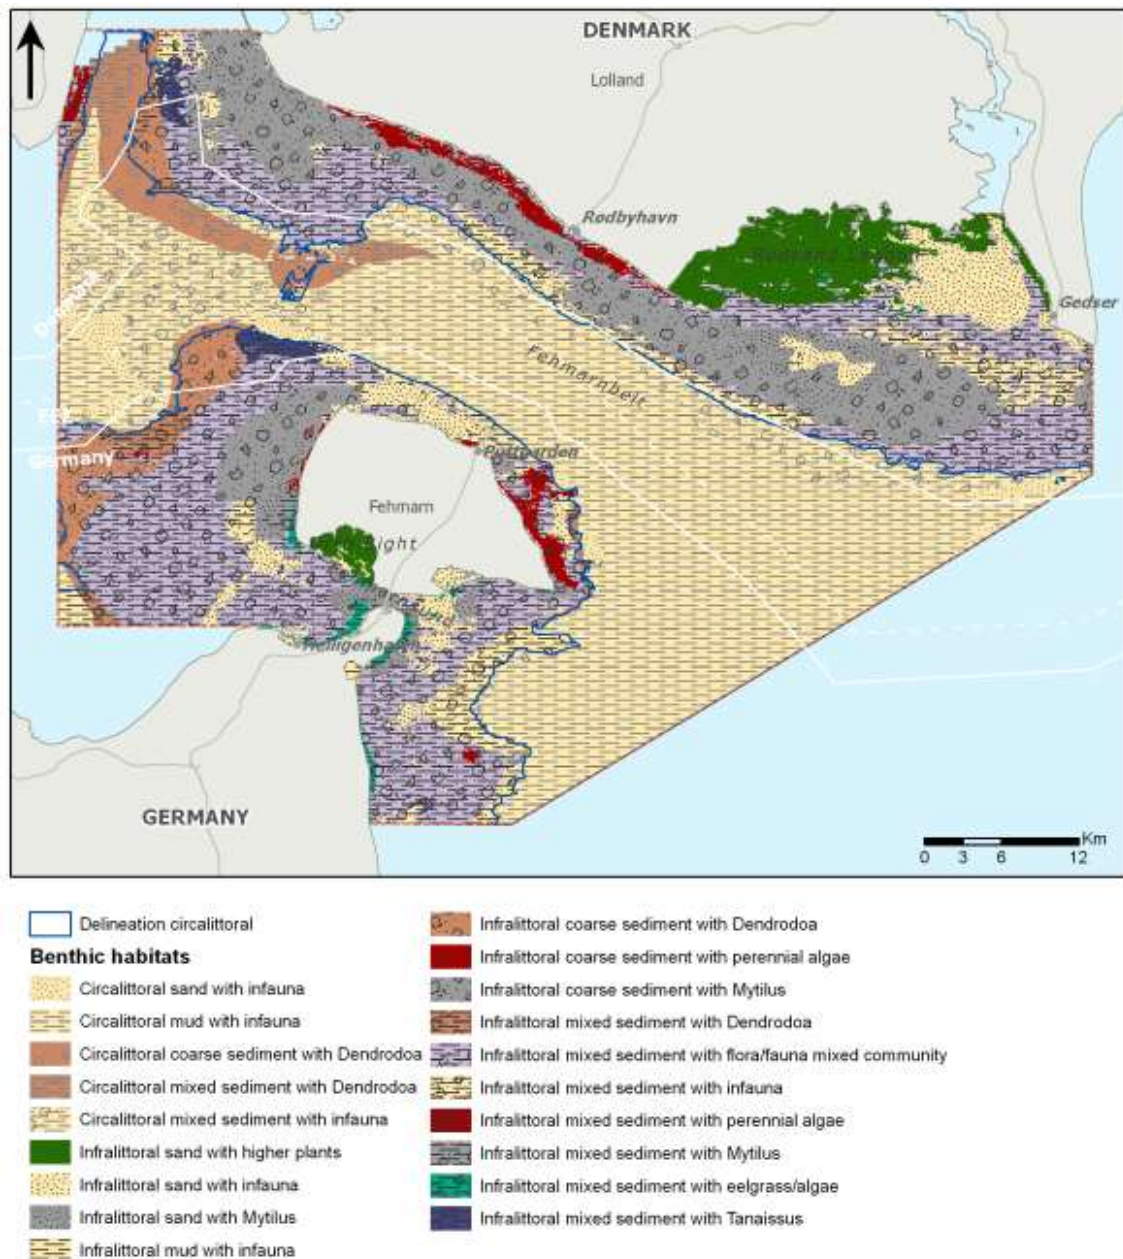 DENMARK
Lolland
Rødbyhavn
Gedser
Denmark
Fehmarnbelt
EEZ
Germany
Puttgarden
Fehmarn
Heiligenhafen
GERMANY
Km
0 3 6 12
Delineation circalittoral
Benthic habitats
Circalittoral sand with infauna
Circalittoral mud with infauna
Circalittoral coarse sediment with Dendrodoa
Circalittoral mixed sediment with Dendrodoa
Circalittoral mixed sediment with infauna
Infralittoral sand with higher plants
Infralittoral sand with infauna
Infralittoral sand with Mytilus
Infralittoral mud with infauna
Infralittoral coarse sediment with Dendrodoa
Infralittoral coarse sediment with perennial algae
Infralittoral coarse sediment with Mytilus
Infralittoral mixed sediment with Dendrodoa
Infralittoral mixed sediment with flora/fauna mixed community
Infralittoral mixed sediment with infauna
Infralittoral mixed sediment with perennial algae
Infralittoral mixed sediment with Mytilus
Infralittoral mixed sediment with eelgrass/algae
Infralittoral mixed sediment with Tanaissus